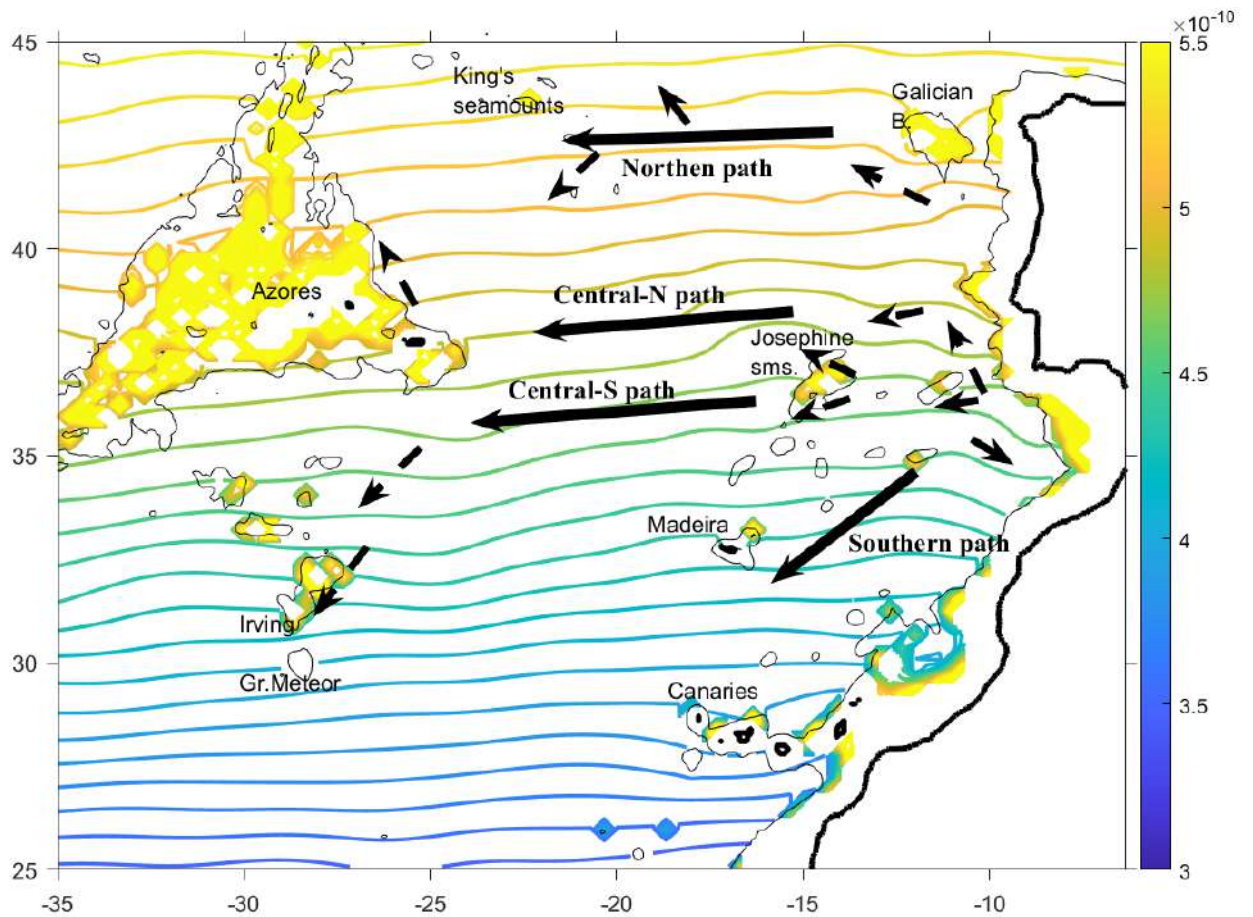 ×10⁻¹⁰
45
5.5
King's
seamounts
Galician
B.
Northen path
5
40
Azores
Central-N path
Josephine
sms.
4.5
Central-S path
35
Madeira
Southern path
4
Irving
30
Gr.Meteor
Canaries
3.5
25
3
-35
-30
-25
-20
-15
-10